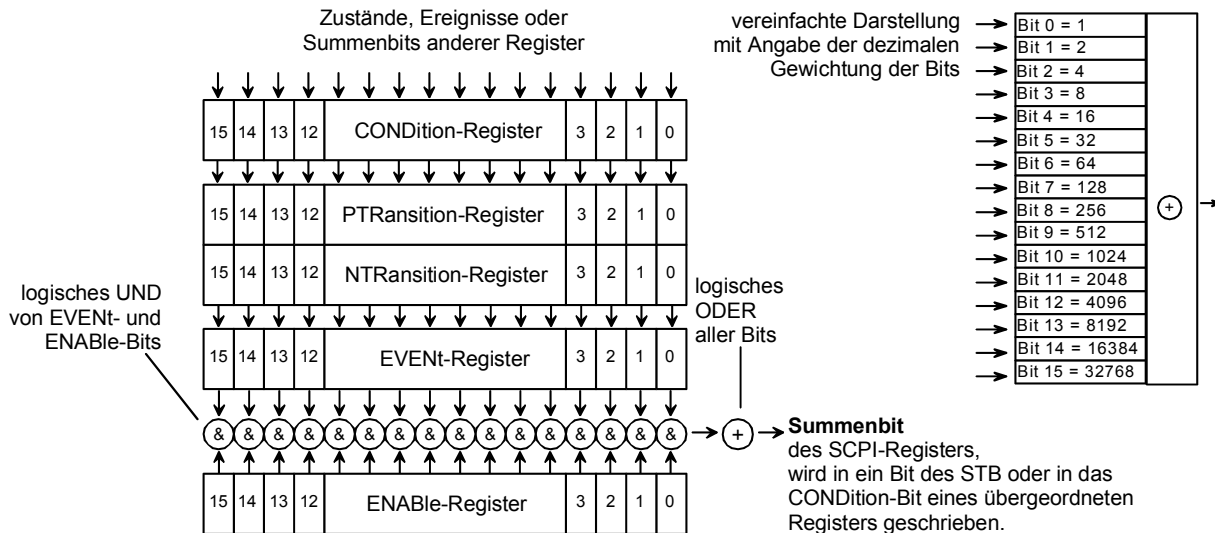 Zustände, Ereignisse oder
Summenbits anderer Register
15 14 13 12 CONDition-Register 3 2 1 0
15 14 13 12 PTRansition-Register 3 2 1 0
15 14 13 12 NTRansition-Register 3 2 1 0
logisches UND
von EVENt- und
ENABle-Bits
logisches
ODER
aller Bits
15 14 13 12 EVENt-Register 3 2 1 0
& & & & & & & & & & & & & & & & +
Summenbit
des SCPI-Registers,
wird in ein Bit des STB oder in das
CONDition-Bit eines übergeordneten
Registers geschrieben.
15 14 13 12 ENABle-Register 3 2 1 0
vereinfachte Darstellung
mit Angabe der dezimalen
Gewichtung der Bits
Bit 0 = 1
Bit 1 = 2
Bit 2 = 4
Bit 3 = 8
Bit 4 = 16
Bit 5 = 32
Bit 6 = 64
Bit 7 = 128
Bit 8 = 256
Bit 9 = 512
Bit 10 = 1024
Bit 11 = 2048
Bit 12 = 4096
Bit 13 = 8192
Bit 14 = 16384
Bit 15 = 32768
+